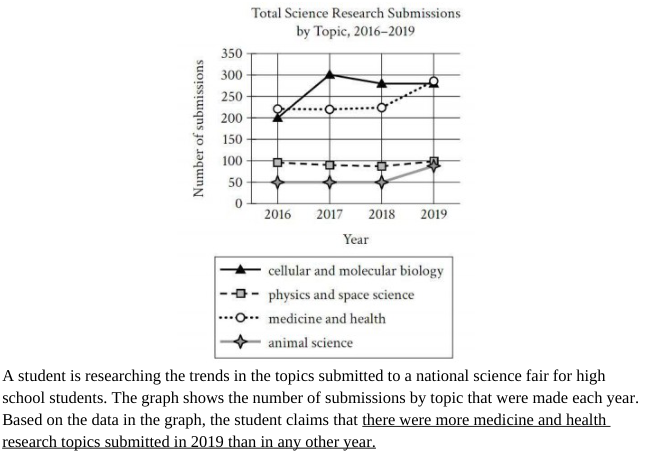 Total Science Research Submissions
by Topic, 2016–2019
Number of submissions
350
300
250
200
150
100
50
0
2016 2017 2018 2019
Year
cellular and molecular biology
physics and space science
medicine and health
animal science
A student is researching the trends in the topics submitted to a national science fair for high
school students. The graph shows the number of submissions by topic that were made each year.
Based on the data in the graph, the student claims that there were more medicine and health
research topics submitted in 2019 than in any other year.